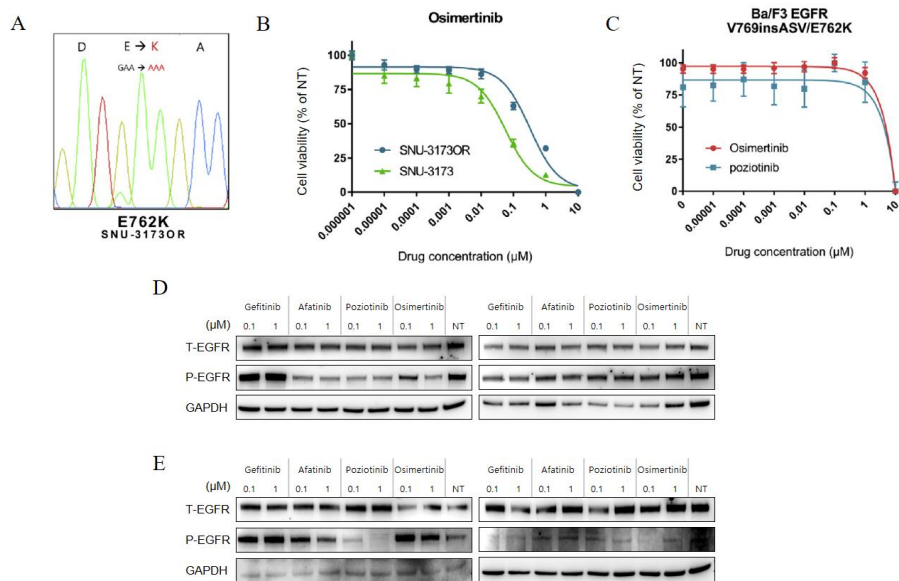 A
D E → K A
GAA → AAA
E762K
SNU-3173OR
B
Osimertinib
Cell viability (% of NT)
100
75
50
25
0
SNU-3173OR
SNU-3173
0.000001 0.00001 0.0001 0.001 0.01 0.1 1 10
Drug concentration (µM)
C
Ba/F3 EGFR
V769insASV/E762K
Cell viability (% of NT)
100
75
50
25
0
Osimertinib
poziotinib
0 0.00001 0.0001 0.001 0.01 0.1 1 10
Drug concentration (µM)
D
Gefitinib Afatinib Poziotinib Osimertinib Gefitinib Afatinib Poziotinib Osimertinib
(µM) 0.1 1 0.1 1 0.1 1 0.1 1 NT 0.1 1 0.1 1 0.1 1 0.1 1 NT
T-EGFR
P-EGFR
GAPDH
E
Gefitinib Afatinib Poziotinib Osimertinib Gefitinib Afatinib Poziotinib Osimertinib
(µM) 0.1 1 0.1 1 0.1 1 0.1 1 NT 0.1 1 0.1 1 0.1 1 0.1 1 NT
T-EGFR
P-EGFR
GAPDH